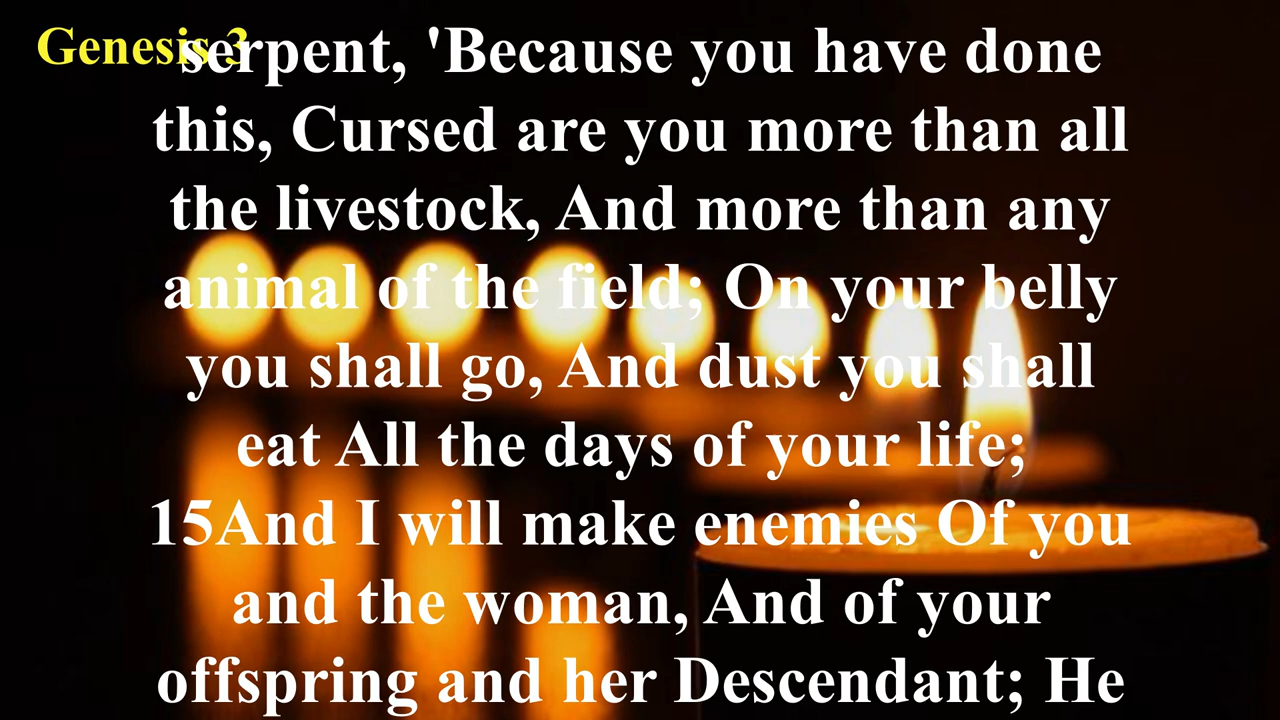 Genesis 3
serpent, 'Because you have done
this, Cursed are you more than all
the livestock, And more than any
animal of the field; On your belly
you shall go, And dust you shall
eat All the days of your life;
15And I will make enemies Of you
and the woman, And of your
offspring and her Descendant; He